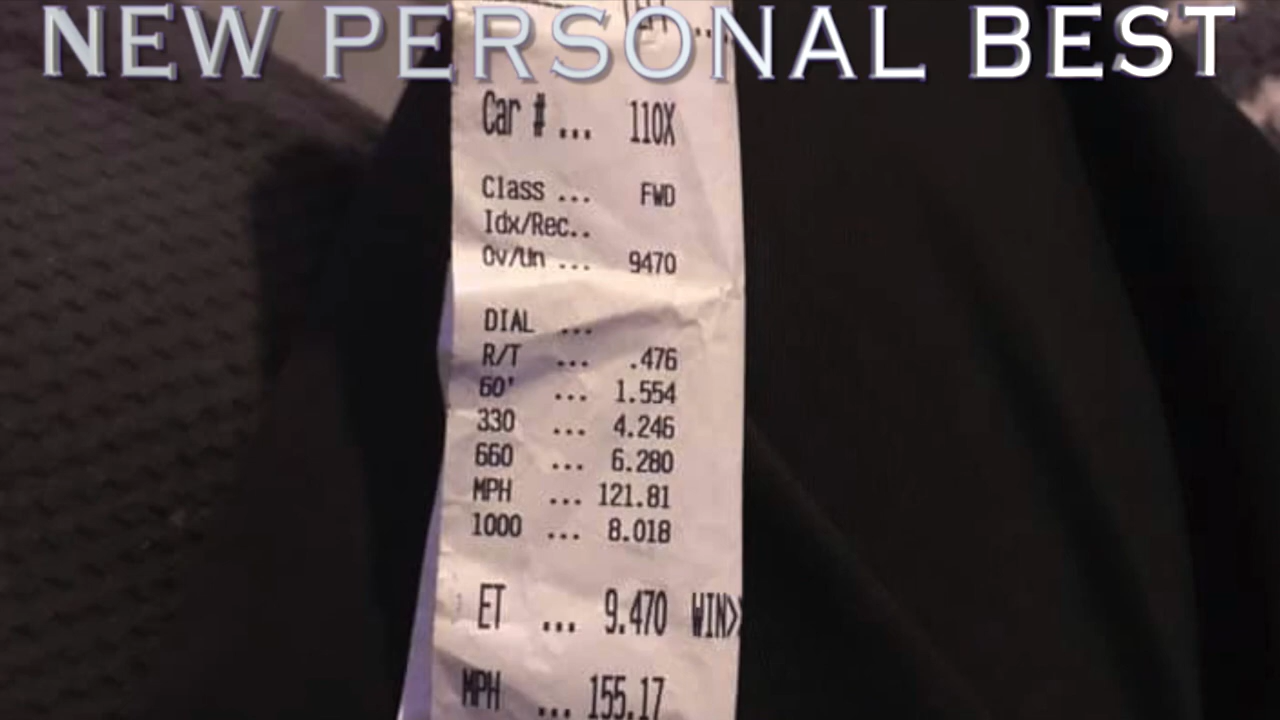 NEW PERSONAL BEST
Car # ... 110X
Class ... FWD
Idx/Rec..
Ov/Un ... 9470
DIAL ...
R/T ... .476
60' ... 1.554
330 ... 4.246
660 ... 6.280
MPH ... 121.81
1000 ... 8.018
ET ... 9.470 WIN>
MPH ... 155.17